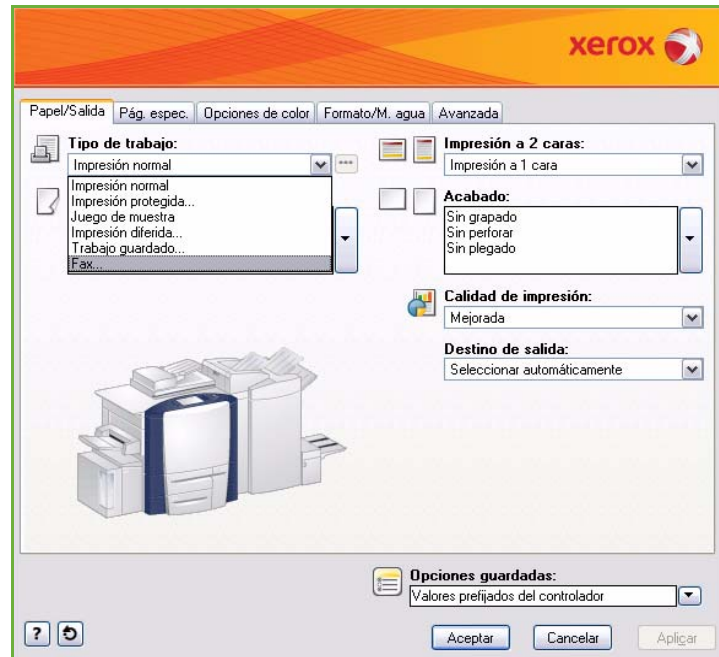 xerox
Papel/Salida Pág. espec. Opciones de color Formato/M. agua Avanzada
Tipo de trabajo:
Impresión normal
Impresión normal
Impresión protegida...
Juego de muestra
Impresión diferida...
Trabajo guardado...
Fax...
Impresión a 2 caras:
Impresión a 1 cara
Acabado:
Sin grapado
Sin perforar
Sin plegado
Calidad de impresión:
Mejorada
Destino de salida:
Seleccionar automáticamente
Opciones guardadas:
Valores prefijados del controlador
? Aceptar Cancelar Aplicar